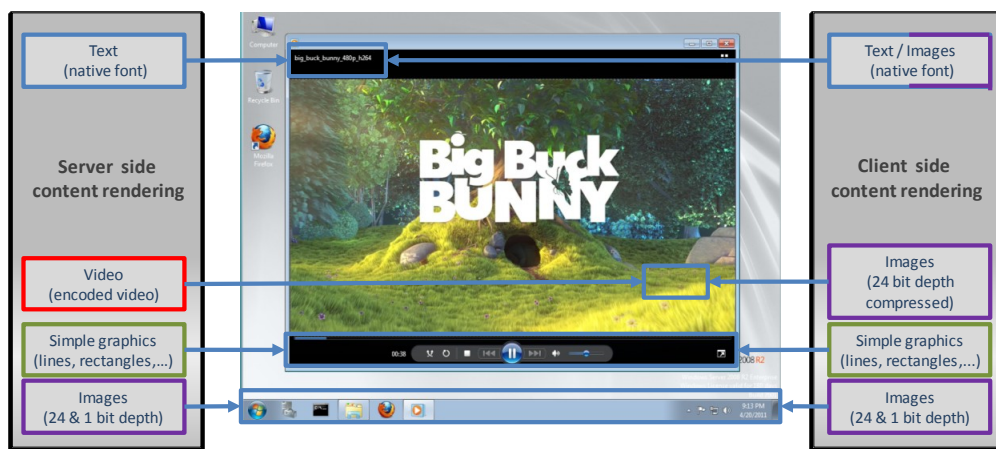 Text
(native font)
Server side
content rendering
Video
(encoded video)
Simple graphics
(lines, rectangles,...)
Images
(24 & 1 bit depth)
Computer
Recycle Bin
Mozilla
Firefox
big_buck_bunny_480p_h264
Big Buck
BUNNY
00:38
2008 R2
9:13 PM
4/28/2011
Text / Images
(native font)
Client side
content rendering
Images
(24 bit depth
compressed)
Simple graphics
(lines, rectangles,...)
Images
(24 & 1 bit depth)